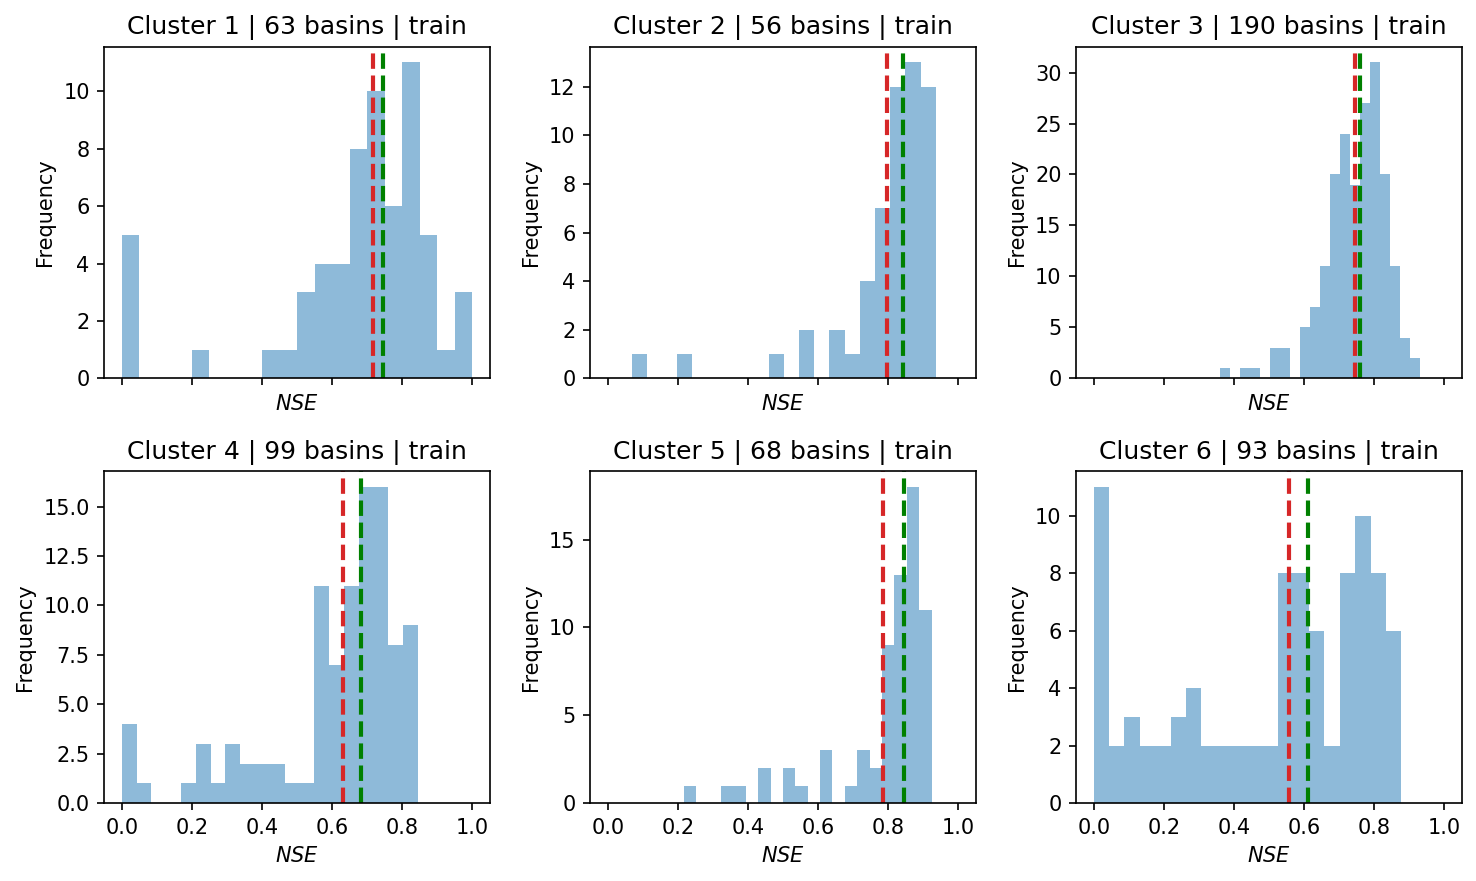 Cluster 1 | 63 basins | train
Cluster 2 | 56 basins | train
Cluster 3 | 190 basins | train
Frequency
10
8
6
4
2
0
NSE
Frequency
12
10
8
6
4
2
0
NSE
Frequency
30
25
20
15
10
5
0
NSE
Cluster 4 | 99 basins | train
Cluster 5 | 68 basins | train
Cluster 6 | 93 basins | train
Frequency
15.0
12.5
10.0
7.5
5.0
2.5
0.0
0.0 0.2 0.4 0.6 0.8 1.0
NSE
Frequency
15
10
5
0
0.0 0.2 0.4 0.6 0.8 1.0
NSE
Frequency
10
8
6
4
2
0
0.0 0.2 0.4 0.6 0.8 1.0
NSE